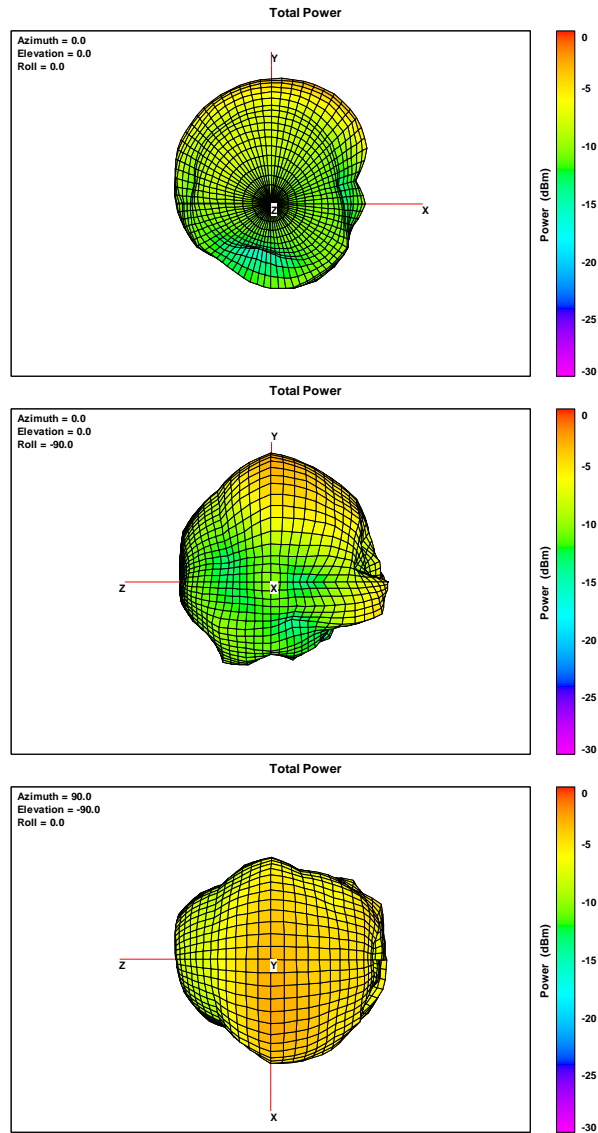 Total Power
Azimuth = 0.0
Elevation = 0.0
Roll = 0.0
Y
Z
X
0
-5
-10
-15
-20
-25
-30
Power (dBm)
Total Power
Azimuth = 0.0
Elevation = 0.0
Roll = -90.0
Y
Z
X
0
-5
-10
-15
-20
-25
-30
Power (dBm)
Total Power
Azimuth = 90.0
Elevation = -90.0
Roll = 0.0
Z
Y
X
0
-5
-10
-15
-20
-25
-30
Power (dBm)